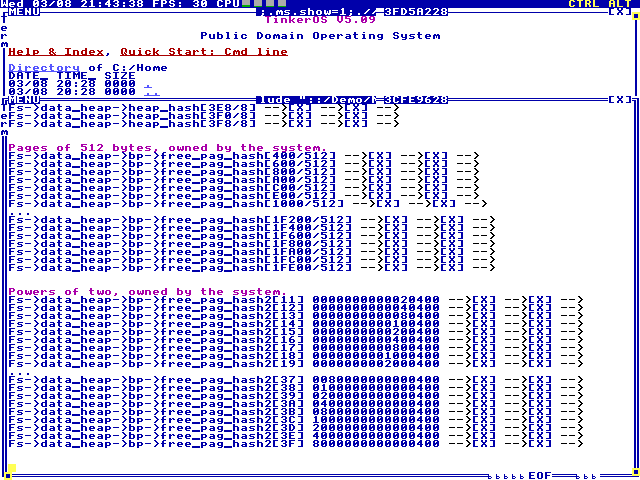 Wed 03/08 21:43:38 FPS: 30 CPU CTRL ALT
MENU ;.ms.show=1;.// 3FD5A228 [X]
TinkerOS V5.09
Public Domain Operating System
Help & Index, Quick Start: Cmd line
Directory of C:/Home
DATE_ TIME_ SIZE
03/08 20:28 0000 .
03/08 20:28 0000 ..
MENU lude "::/Demo/M 3CFE9628 [X]
Fs->data_heap->heap_hash[3E8/8] -->[X] -->[X] -->
Fs->data_heap->heap_hash[3F0/8] -->[X] -->[X] -->
Fs->data_heap->heap_hash[3F8/8] -->[X] -->[X] -->
Pages of 512 bytes, owned by the system.
Fs->data_heap->bp->free_pag_hash[400/512] -->[X] -->[X] -->
Fs->data_heap->bp->free_pag_hash[600/512] -->[X] -->[X] -->
Fs->data_heap->bp->free_pag_hash[800/512] -->[X] -->[X] -->
Fs->data_heap->bp->free_pag_hash[A00/512] -->[X] -->[X] -->
Fs->data_heap->bp->free_pag_hash[C00/512] -->[X] -->[X] -->
Fs->data_heap->bp->free_pag_hash[E00/512] -->[X] -->[X] -->
Fs->data_heap->bp->free_pag_hash[1000/512] -->[X] -->[X] -->
...
Fs->data_heap->bp->free_pag_hash[1F200/512] -->[X] -->[X] -->
Fs->data_heap->bp->free_pag_hash[1F400/512] -->[X] -->[X] -->
Fs->data_heap->bp->free_pag_hash[1F600/512] -->[X] -->[X] -->
Fs->data_heap->bp->free_pag_hash[1F800/512] -->[X] -->[X] -->
Fs->data_heap->bp->free_pag_hash[1FA00/512] -->[X] -->[X] -->
Fs->data_heap->bp->free_pag_hash[1FC00/512] -->[X] -->[X] -->
Fs->data_heap->bp->free_pag_hash[1FE00/512] -->[X] -->[X] -->
Powers of two, owned by the system.
Fs->data_heap->bp->free_pag_hash2[11] 0000000000020400 -->[X] -->[X] -->
Fs->data_heap->bp->free_pag_hash2[12] 0000000000040400 -->[X] -->[X] -->
Fs->data_heap->bp->free_pag_hash2[13] 0000000000080400 -->[X] -->[X] -->
Fs->data_heap->bp->free_pag_hash2[14] 0000000000100400 -->[X] -->[X] -->
Fs->data_heap->bp->free_pag_hash2[15] 0000000000200400 -->[X] -->[X] -->
Fs->data_heap->bp->free_pag_hash2[16] 0000000000400400 -->[X] -->[X] -->
Fs->data_heap->bp->free_pag_hash2[17] 0000000000800400 -->[X] -->[X] -->
Fs->data_heap->bp->free_pag_hash2[18] 0000000001000400 -->[X] -->[X] -->
Fs->data_heap->bp->free_pag_hash2[19] 0000000002000400 -->[X] -->[X] -->
...
Fs->data_heap->bp->free_pag_hash2[37] 0080000000000400 -->[X] -->[X] -->
Fs->data_heap->bp->free_pag_hash2[38] 0100000000000400 -->[X] -->[X] -->
Fs->data_heap->bp->free_pag_hash2[39] 0200000000000400 -->[X] -->[X] -->
Fs->data_heap->bp->free_pag_hash2[3A] 0400000000000400 -->[X] -->[X] -->
Fs->data_heap->bp->free_pag_hash2[3B] 0800000000000400 -->[X] -->[X] -->
Fs->data_heap->bp->free_pag_hash2[3C] 1000000000000400 -->[X] -->[X] -->
Fs->data_heap->bp->free_pag_hash2[3D] 2000000000000400 -->[X] -->[X] -->
Fs->data_heap->bp->free_pag_hash2[3E] 4000000000000400 -->[X] -->[X] -->
Fs->data_heap->bp->free_pag_hash2[3F] 8000000000000400 -->[X] -->[X] -->
EOF